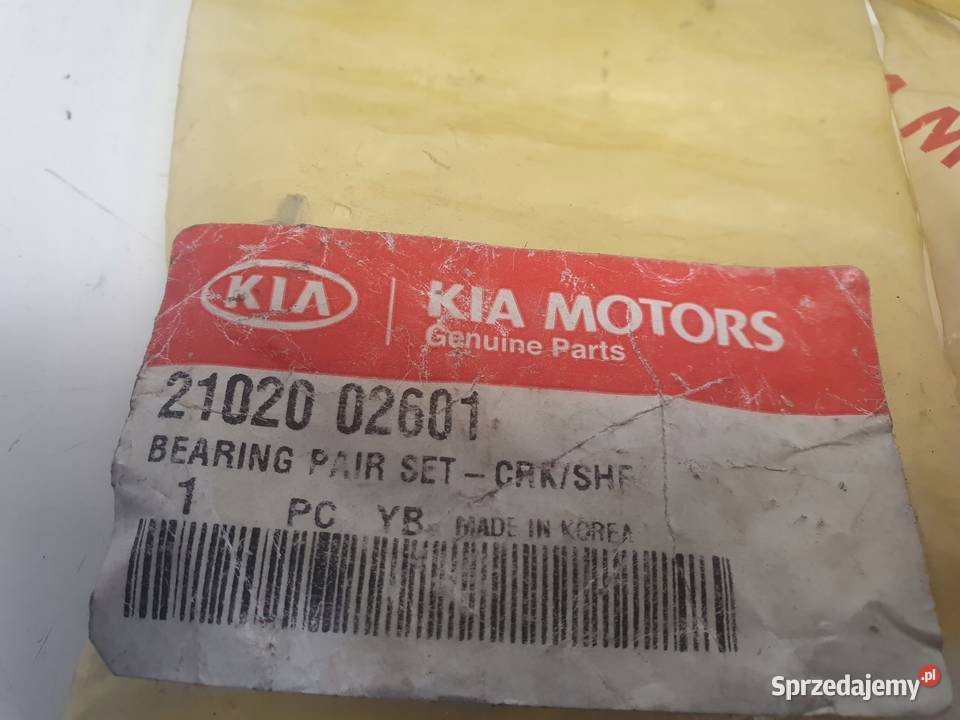 KIA
KIA MOTORS
Genuine Parts
21020 02601
BEARING PAIR SET - CRK/SHF
1 PC YB MADE IN KOREA
Sprzedajemy.pl